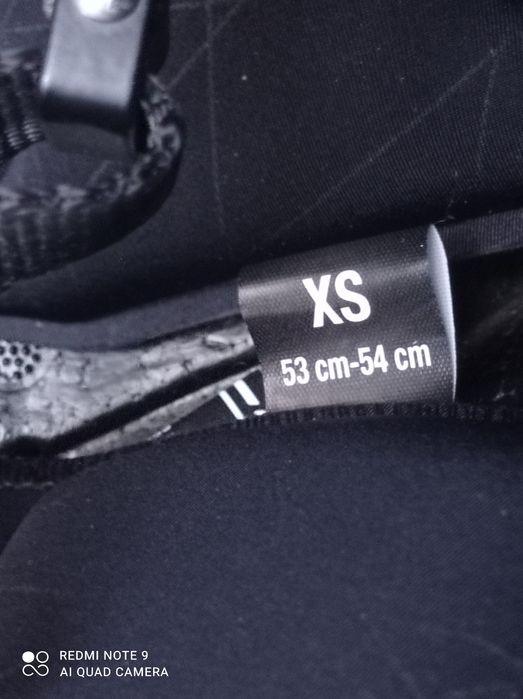 XS
53 cm-54 cm
REDMI NOTE 9
AI QUAD CAMERA